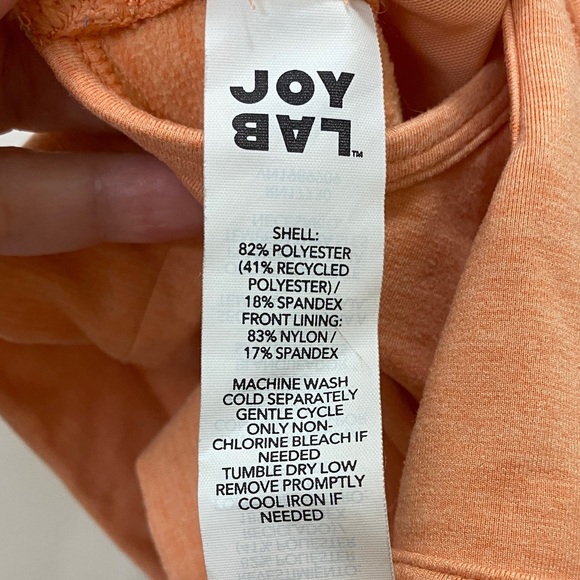 JOY
LAB™
SHELL:
82% POLYESTER
(41% RECYCLED
POLYESTER) /
18% SPANDEX
FRONT LINING:
83% NYLON /
17% SPANDEX
MACHINE WASH
COLD SEPARATELY
GENTLE CYCLE
ONLY NON-
CHLORINE BLEACH IF
NEEDED
TUMBLE DRY LOW
REMOVE PROMPTLY
COOL IRON IF
NEEDED